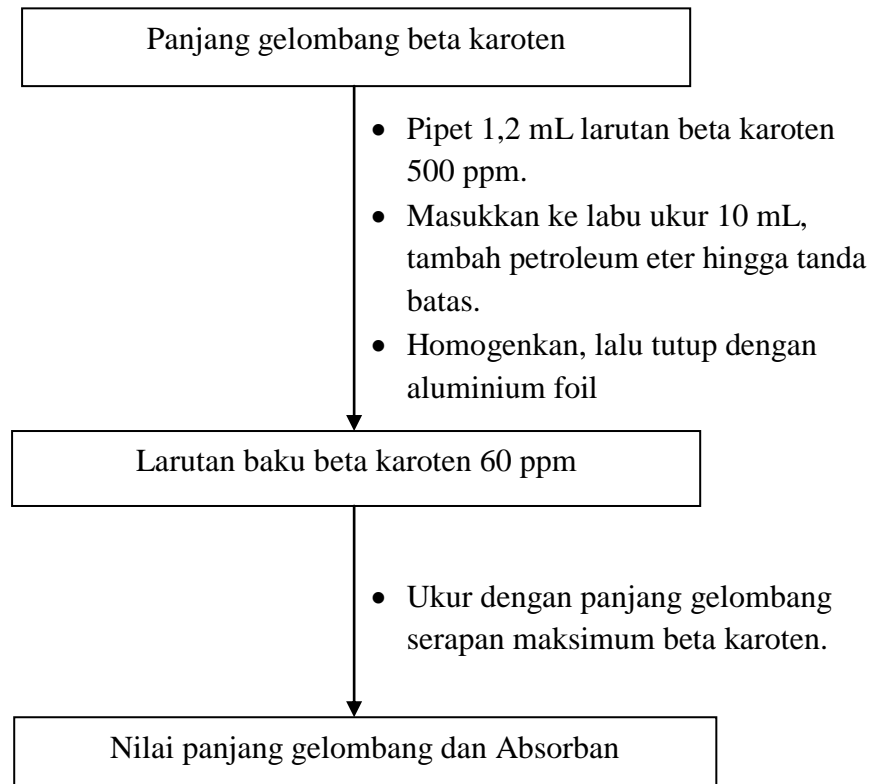 Panjang gelombang beta karoten
• Pipet 1,2 mL larutan beta karoten
500 ppm.
• Masukkan ke labu ukur 10 mL,
tambah petroleum eter hingga tanda
batas.
• Homogenkan, lalu tutup dengan
aluminium foil
Larutan baku beta karoten 60 ppm
• Ukur dengan panjang gelombang
serapan maksimum beta karoten.
Nilai panjang gelombang dan Absorban